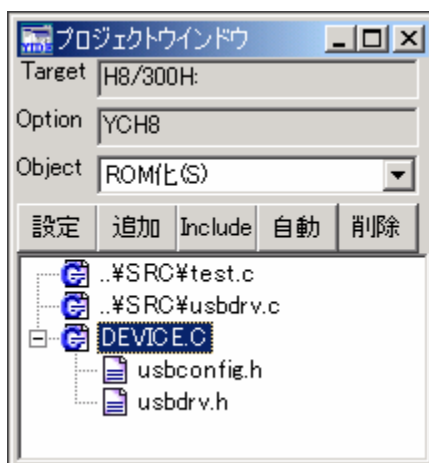 プロジェクトウインドウ
Target H8/300H:
Option YCH8
Object ROM化(S)
設定 追加 Include 自動 削除
..¥SRC¥test.c
..¥SRC¥usbdrv.c
DEVICE.C
usbconfig.h
usbdrv.h